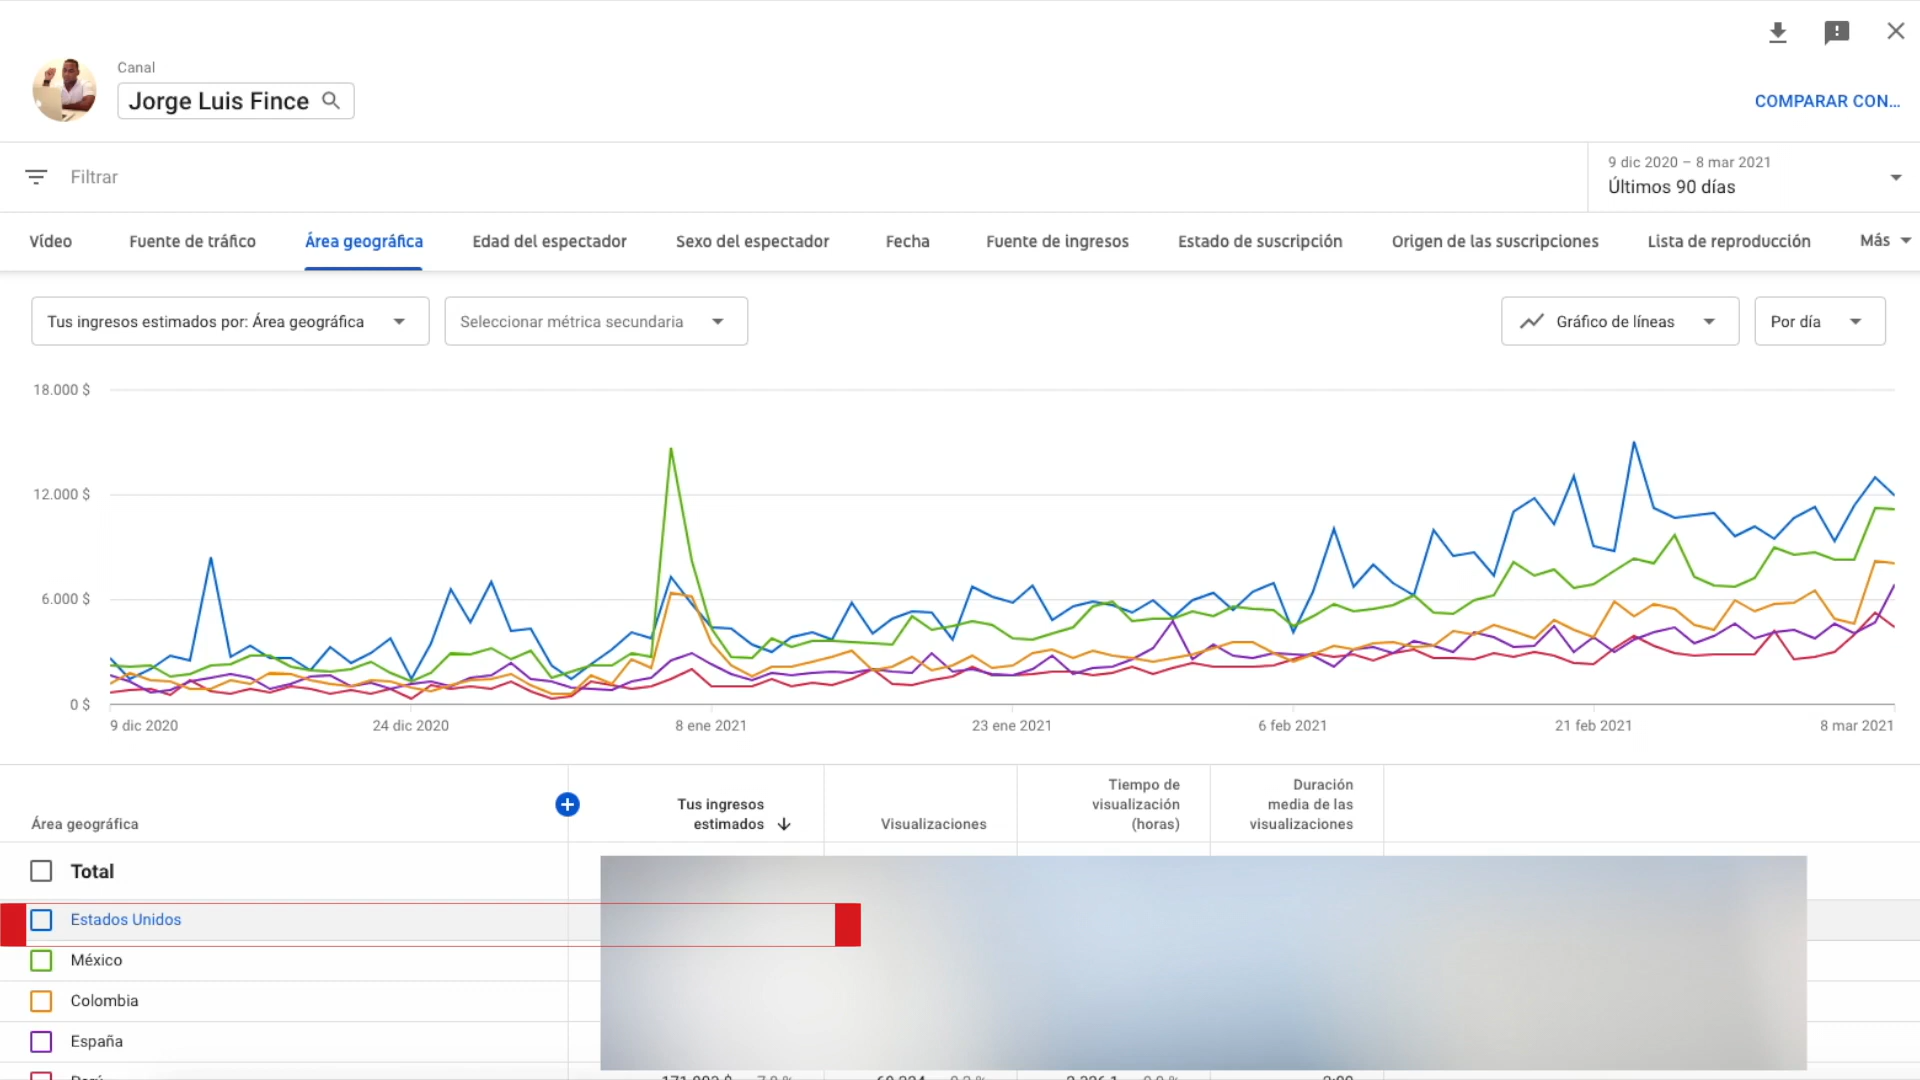 Canal
Jorge Luis Fince
COMPARAR CON...
Filtrar
9 dic 2020 – 8 mar 2021
Últimos 90 días
Vídeo
Fuente de tráfico
Área geográfica
Edad del espectador
Sexo del espectador
Fecha
Fuente de ingresos
Estado de suscripción
Origen de las suscripciones
Lista de reproducción
Más
Tus ingresos estimados por: Área geográfica
Seleccionar métrica secundaria
Gráfico de líneas
Por día
18.000 $
12.000 $
6.000 $
0 $
9 dic 2020
24 dic 2020
8 ene 2021
23 ene 2021
6 feb 2021
21 feb 2021
8 mar 2021
Área geográfica
Tus ingresos
estimados
Visualizaciones
Tiempo de
visualización
(horas)
Duración
media de las
visualizaciones
Total
Estados Unidos
México
Colombia
España